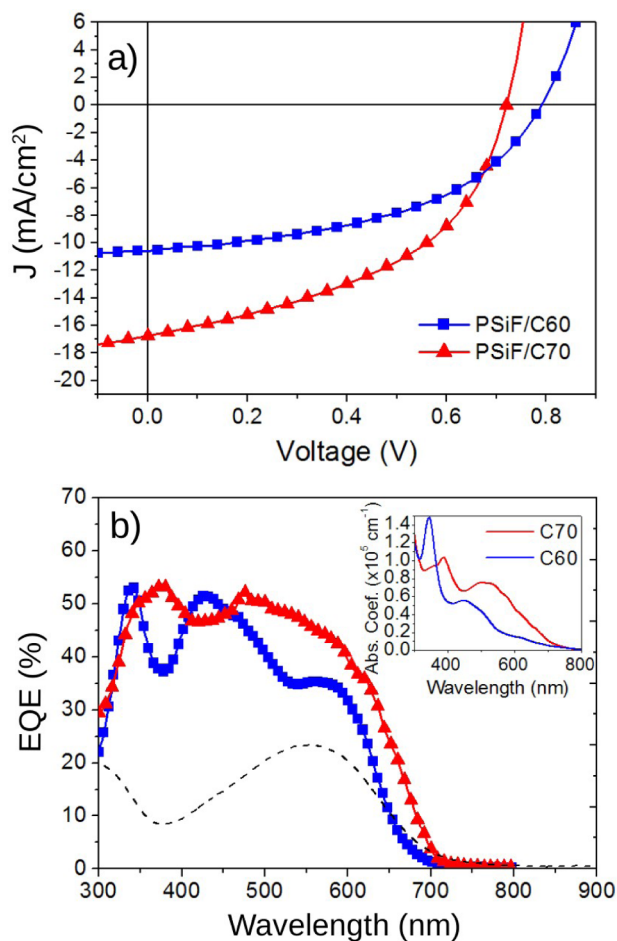 a)
J (mA/cm²)
6
4
2
0
-2
-4
-6
-8
-10
-12
-14
-16
-18
-20
PSiF/C60
PSiF/C70
0.0 0.2 0.4 0.6 0.8
Voltage (V)
b)
EQE (%)
70
60
50
40
30
20
10
0
300 400 500 600 700 800 900
Wavelength (nm)
Abs. Coef. (x10⁵ cm⁻¹)
1.4
1.2
1.0
0.8
0.6
0.4
0.2
0.0
C70
C60
400 600 800
Wavelength (nm)